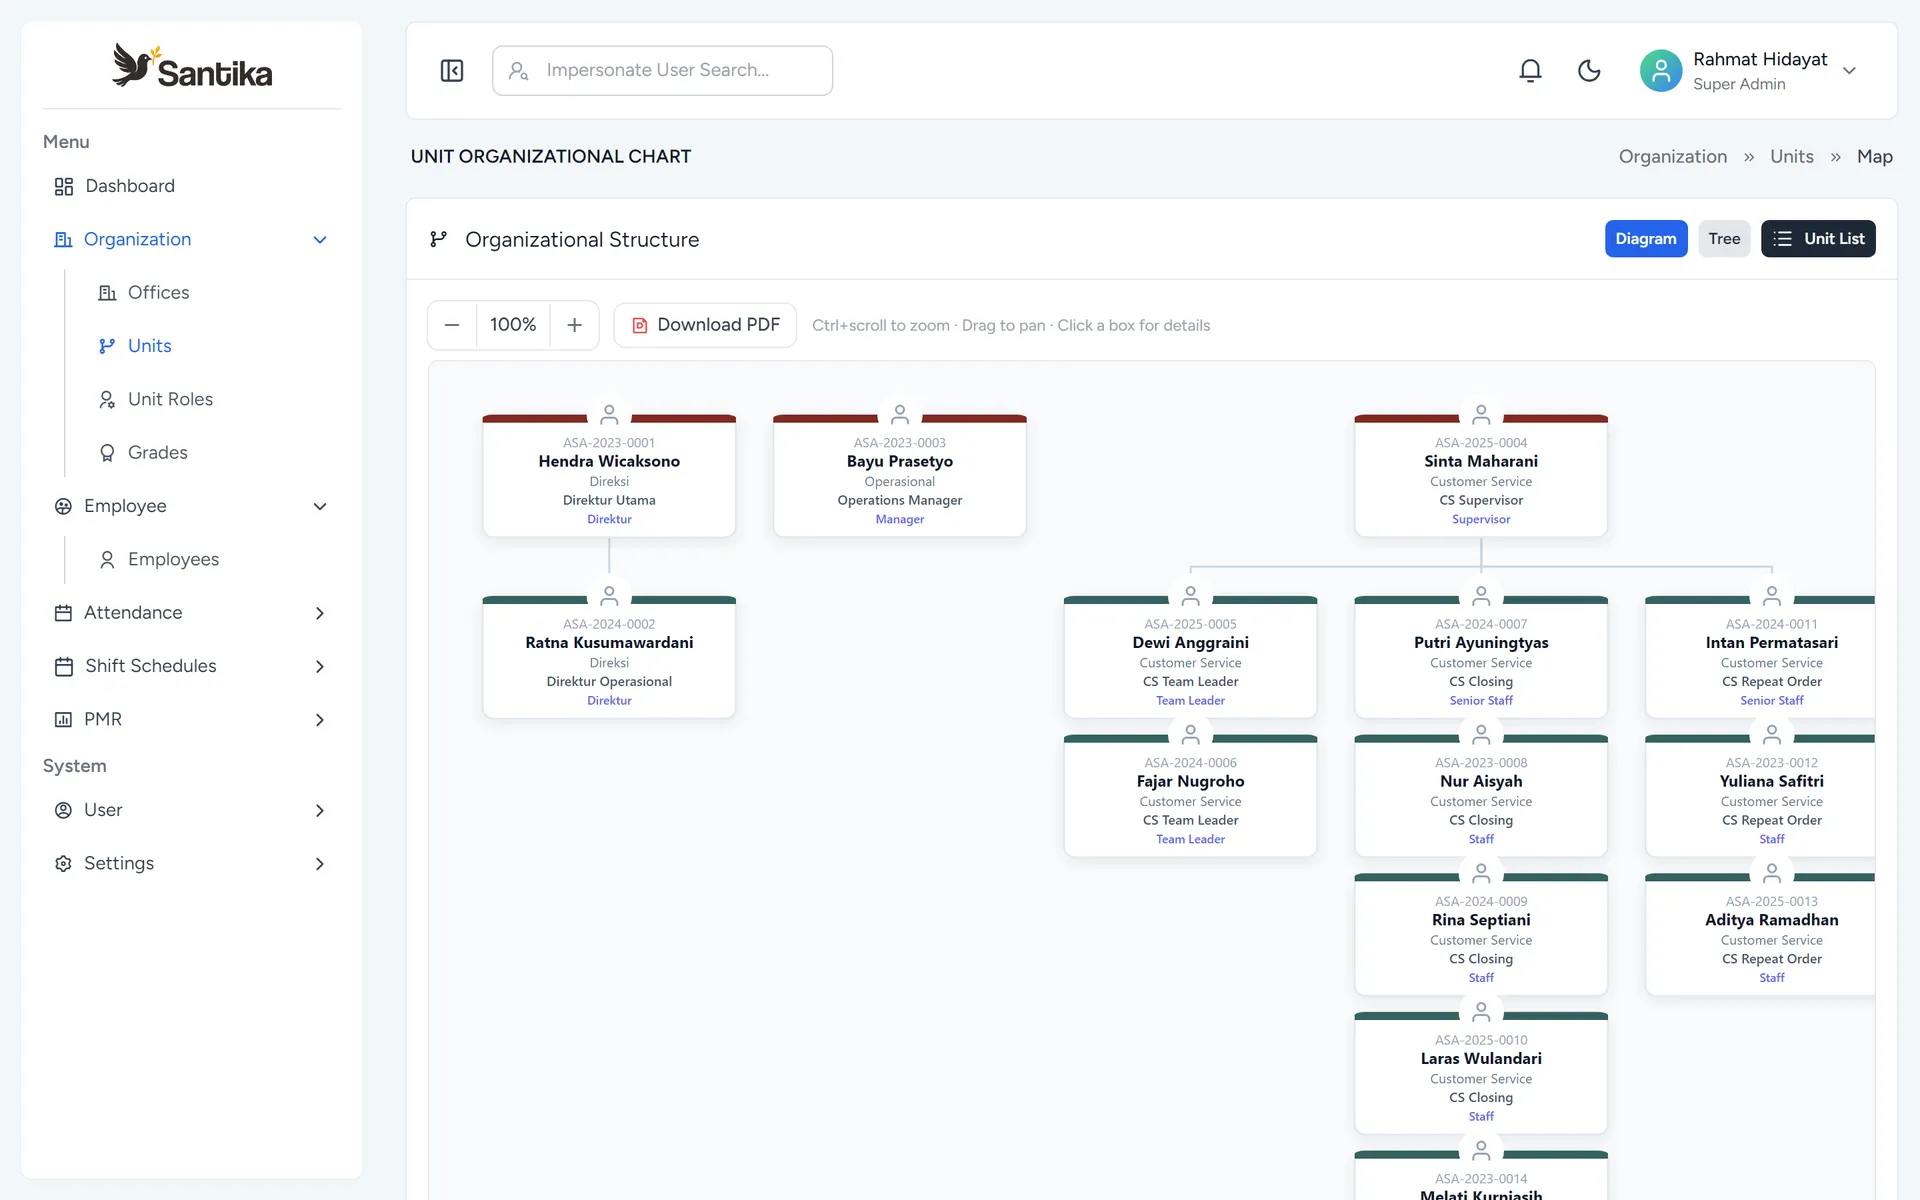 Santika
Menu
Dashboard
Organization
Offices
Units
Unit Roles
Grades
Employee
Employees
Attendance
Shift Schedules
PMR
System
User
Settings
Impersonate User Search...
Rahmat Hidayat
Super Admin
UNIT ORGANIZATIONAL CHART
Organization » Units » Map
Organizational Structure
Diagram
Tree
Unit List
100%
Download PDF
Ctrl+scroll to zoom · Drag to pan · Click a box for details
ASA-2023-0001
Hendra Wicaksono
Direksi
Direktur Utama
Direktur
ASA-2023-0003
Bayu Prasetyo
Operasional
Operations Manager
Manager
ASA-2025-0004
Sinta Maharani
Customer Service
CS Supervisor
Supervisor
ASA-2024-0002
Ratna Kusumawardani
Direksi
Direktur Operasional
Direktur
ASA-2025-0005
Dewi Anggraini
Customer Service
CS Team Leader
Team Leader
ASA-2024-0007
Putri Ayuningtyas
Customer Service
CS Closing
Senior Staff
ASA-2024-0011
Intan Permatasari
Customer Service
CS Repeat Order
Senior Staff
ASA-2024-0006
Fajar Nugroho
Customer Service
CS Team Leader
Team Leader
ASA-2023-0008
Nur Aisyah
Customer Service
CS Closing
Staff
ASA-2023-0012
Yuliana Safitri
Customer Service
CS Repeat Order
Staff
ASA-2024-0009
Rina Septiani
Customer Service
CS Closing
Staff
ASA-2025-0013
Aditya Ramadhan
Customer Service
CS Repeat Order
Staff
ASA-2025-0010
Laras Wulandari
Customer Service
CS Closing
Staff
ASA-2023-0014
Melati Kurniasih